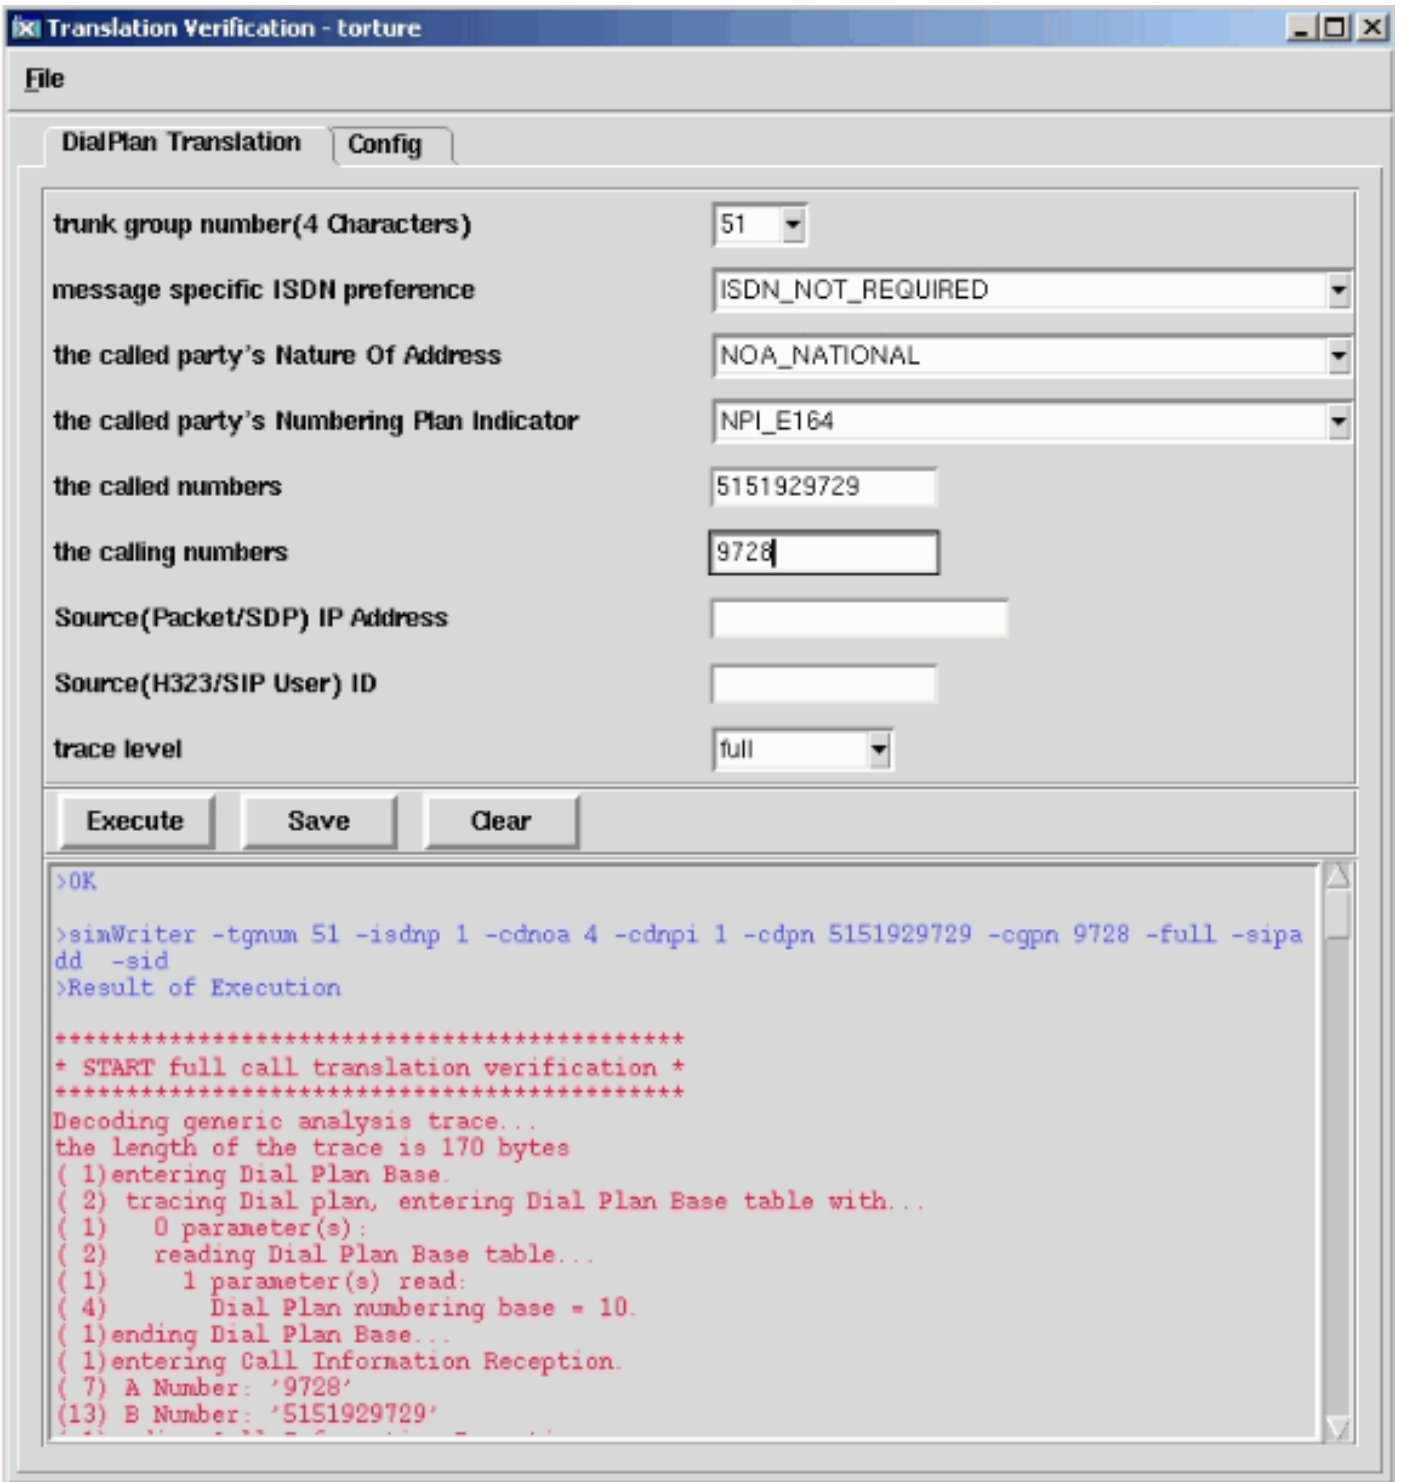 Translation Verification - torture
File
DialPlan Translation Config
trunk group number(4 Characters) 51
message specific ISDN preference ISDN_NOT_REQUIRED
the called party's Nature Of Address NOA_NATIONAL
the called party's Numbering Plan Indicator NPI_E164
the called numbers 5151929729
the calling numbers 9728
Source(Packet/SDP) IP Address
Source(H323/SIP User) ID
trace level full
Execute Save Clear
>OK
>simWriter -tgnum 51 -isdnp 1 -cdnoa 4 -cdnpi 1 -cdpn 5151929729 -cgpn 9728 -full -sipa
dd  -sid
>Result of Execution
********************************************
* START full call translation verification *
********************************************
Decoding generic analysis trace...
the length of the trace is 170 bytes
( 1)entering Dial Plan Base.
( 2) tracing Dial plan, entering Dial Plan Base table with...
( 1)   0 parameter(s):
( 2)   reading Dial Plan Base table...
( 1)     1 parameter(s) read:
( 4)       Dial Plan numbering base = 10.
( 1)ending Dial Plan Base...
( 1)entering Call Information Reception.
( 7) A Number: '9728'
(13) B Number: '5151929729'